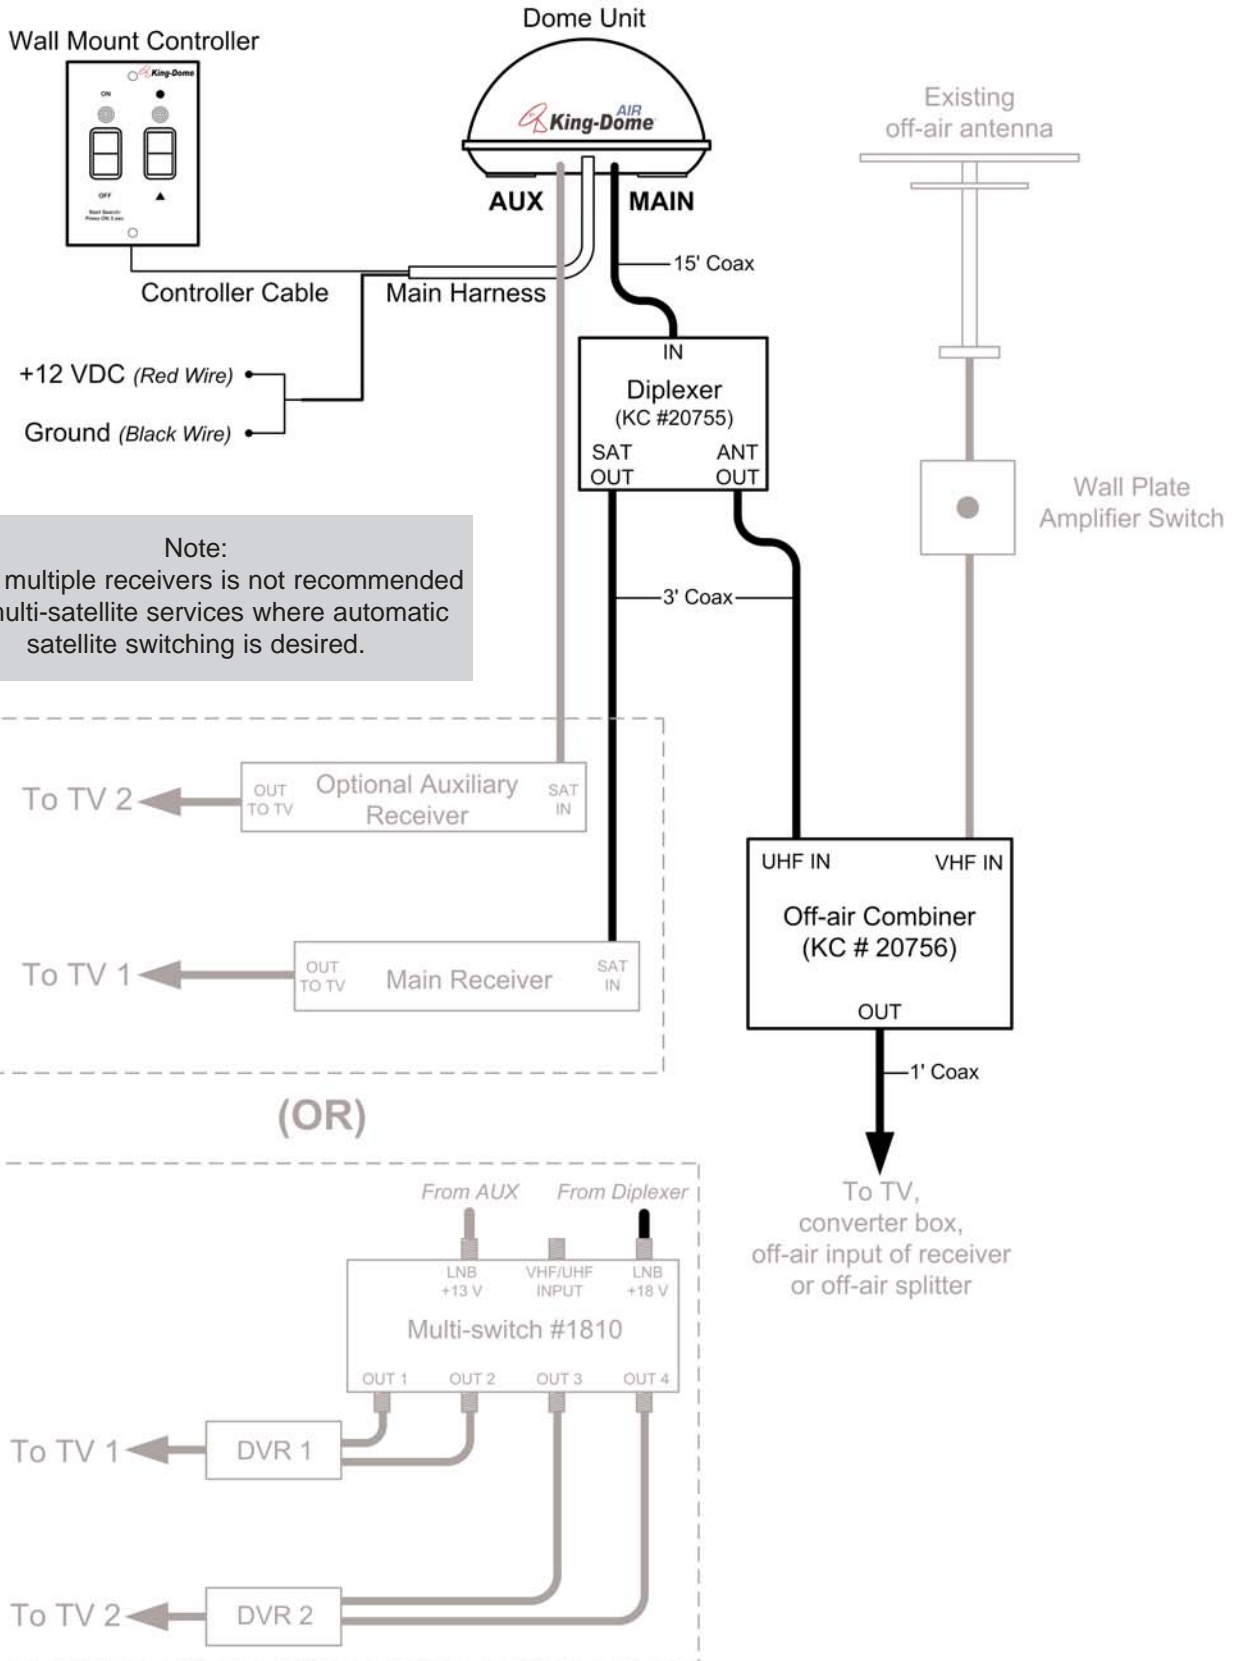 Dome Unit
Wall Mount Controller
King-Dome
ON
OFF
Start Search:
Press ON 3 sec
AIR
King-Dome
AUX
MAIN
Existing
off-air antenna
15' Coax
Controller Cable
Main Harness
+12 VDC (Red Wire)
Ground (Black Wire)
IN
Diplexer
(KC #20755)
SAT
OUT
ANT
OUT
Wall Plate
Amplifier Switch
Note:
multiple receivers is not recommended
multi-satellite services where automatic
satellite switching is desired.
3' Coax
To TV 2
OUT
TO TV
Optional Auxiliary
Receiver
SAT
IN
UHF IN
VHF IN
Off-air Combiner
(KC # 20756)
OUT
To TV 1
OUT
TO TV
Main Receiver
SAT
IN
1' Coax
(OR)
To TV,
converter box,
off-air input of receiver
or off-air splitter
From AUX
From Diplexer
LNB
+13 V
VHF/UHF
INPUT
LNB
+18 V
Multi-switch #1810
OUT 1
OUT 2
OUT 3
OUT 4
To TV 1
DVR 1
To TV 2
DVR 2